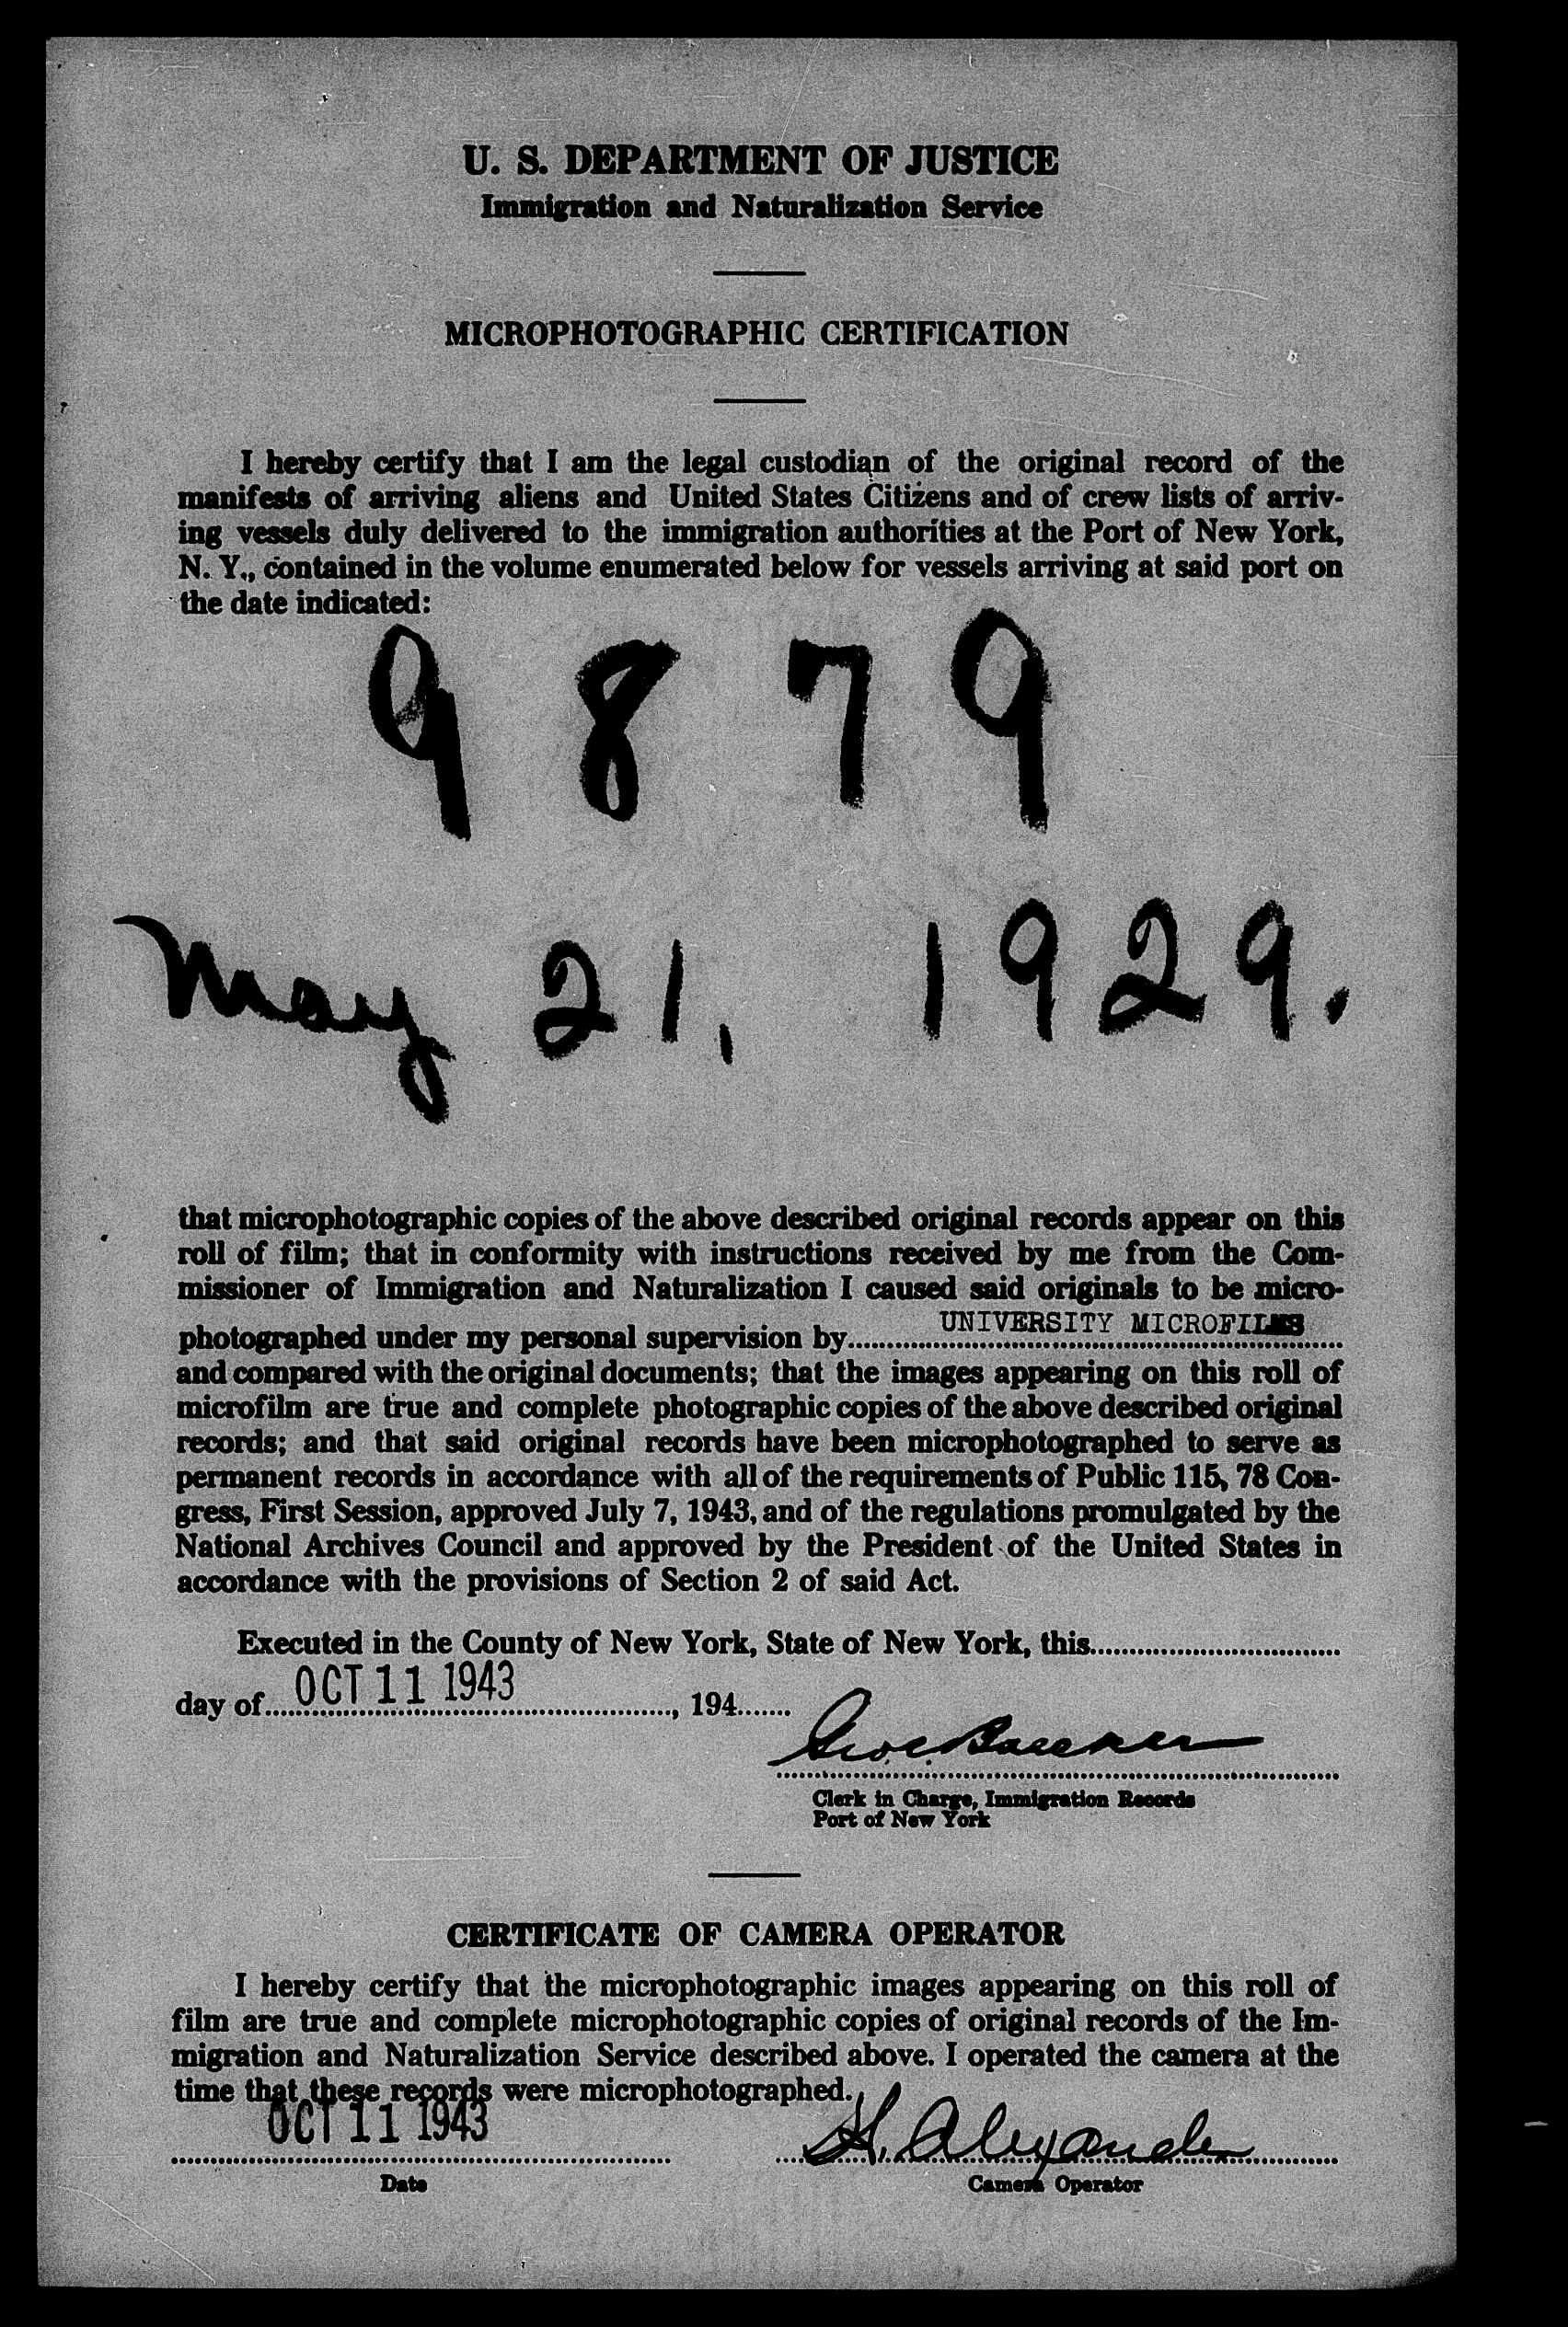 U. S. DEPARTMENT OF JUSTICE
Immigration and Naturalization Service
MICROPHOTOGRAPHIC CERTIFICATION
I hereby certify that I am the legal custodian of the original record of the
manifests of arriving aliens and United States Citizens and of crew lists of arriv-
ing vessels duly delivered to the immigration authorities at the Port of New York,
N. Y., contained in the volume enumerated below for vessels arriving at said port on
the date indicated:
9879
May 21, 1929.
that microphotographic copies of the above described original records appear on this
roll of film; that in conformity with instructions received by me from the Com-
missioner of Immigration and Naturalization I caused said originals to be micro-
photographed under my personal supervision by UNIVERSITY MICROFILMS
and compared with the original documents; that the images appearing on this roll of
microfilm are true and complete photographic copies of the above described original
records; and that said original records have been microphotographed to serve as
permanent records in accordance with all of the requirements of Public 115, 78 Con-
gress, First Session, approved July 7, 1943, and of the regulations promulgated by the
National Archives Council and approved by the President of the United States in
accordance with the provisions of Section 2 of said Act.
Executed in the County of New York, State of New York, this
day of OCT 11 1943, 194
Clerk in Charge, Immigration Records
Port of New York
CERTIFICATE OF CAMERA OPERATOR
I hereby certify that the microphotographic images appearing on this roll of
film are true and complete microphotographic copies of original records of the Im-
migration and Naturalization Service described above. I operated the camera at the
time that these records were microphotographed.
OCT 11 1943 H. Alexander
Date Camera Operator